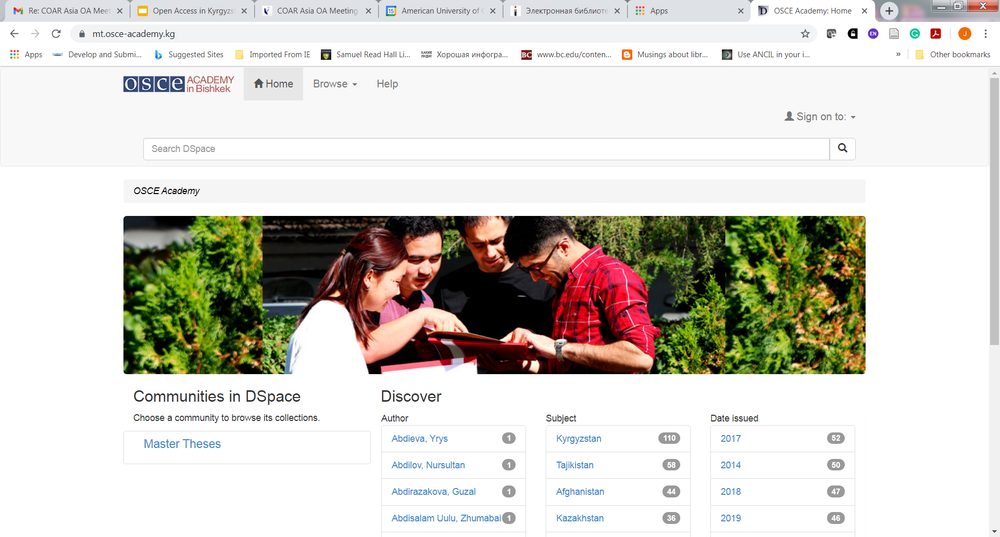 Re: COAR Asia OA Meet
Open Access in Kyrgyzst
COAR Asia OA Meeting
American University of C
Электронная библиоте
Apps
OSCE Academy: Home
mt.osce-academy.kg
EN
J
Apps
Develop and Submi...
Suggested Sites
Imported From IE
Samuel Read Hall Li...
Хорошая инфогра...
BC www.bc.edu/conten...
Musings about libr...
Use ANCIL in your i...
»
Other bookmarks
osce ACADEMY
in Bishkek
Home
Browse
Help
Sign on to:
Search DSpace
OSCE Academy
Communities in DSpace
Choose a community to browse its collections.
Master Theses
Discover
Author
Abdieva, Yrys 1
Abdilov, Nursultan 1
Abdirazakova, Guzal 1
Abdisalam Uulu, Zhumabai 1
Subject
Kyrgyzstan 110
Tajikistan 58
Afghanistan 44
Kazakhstan 36
Date issued
2017 52
2014 50
2018 47
2019 46